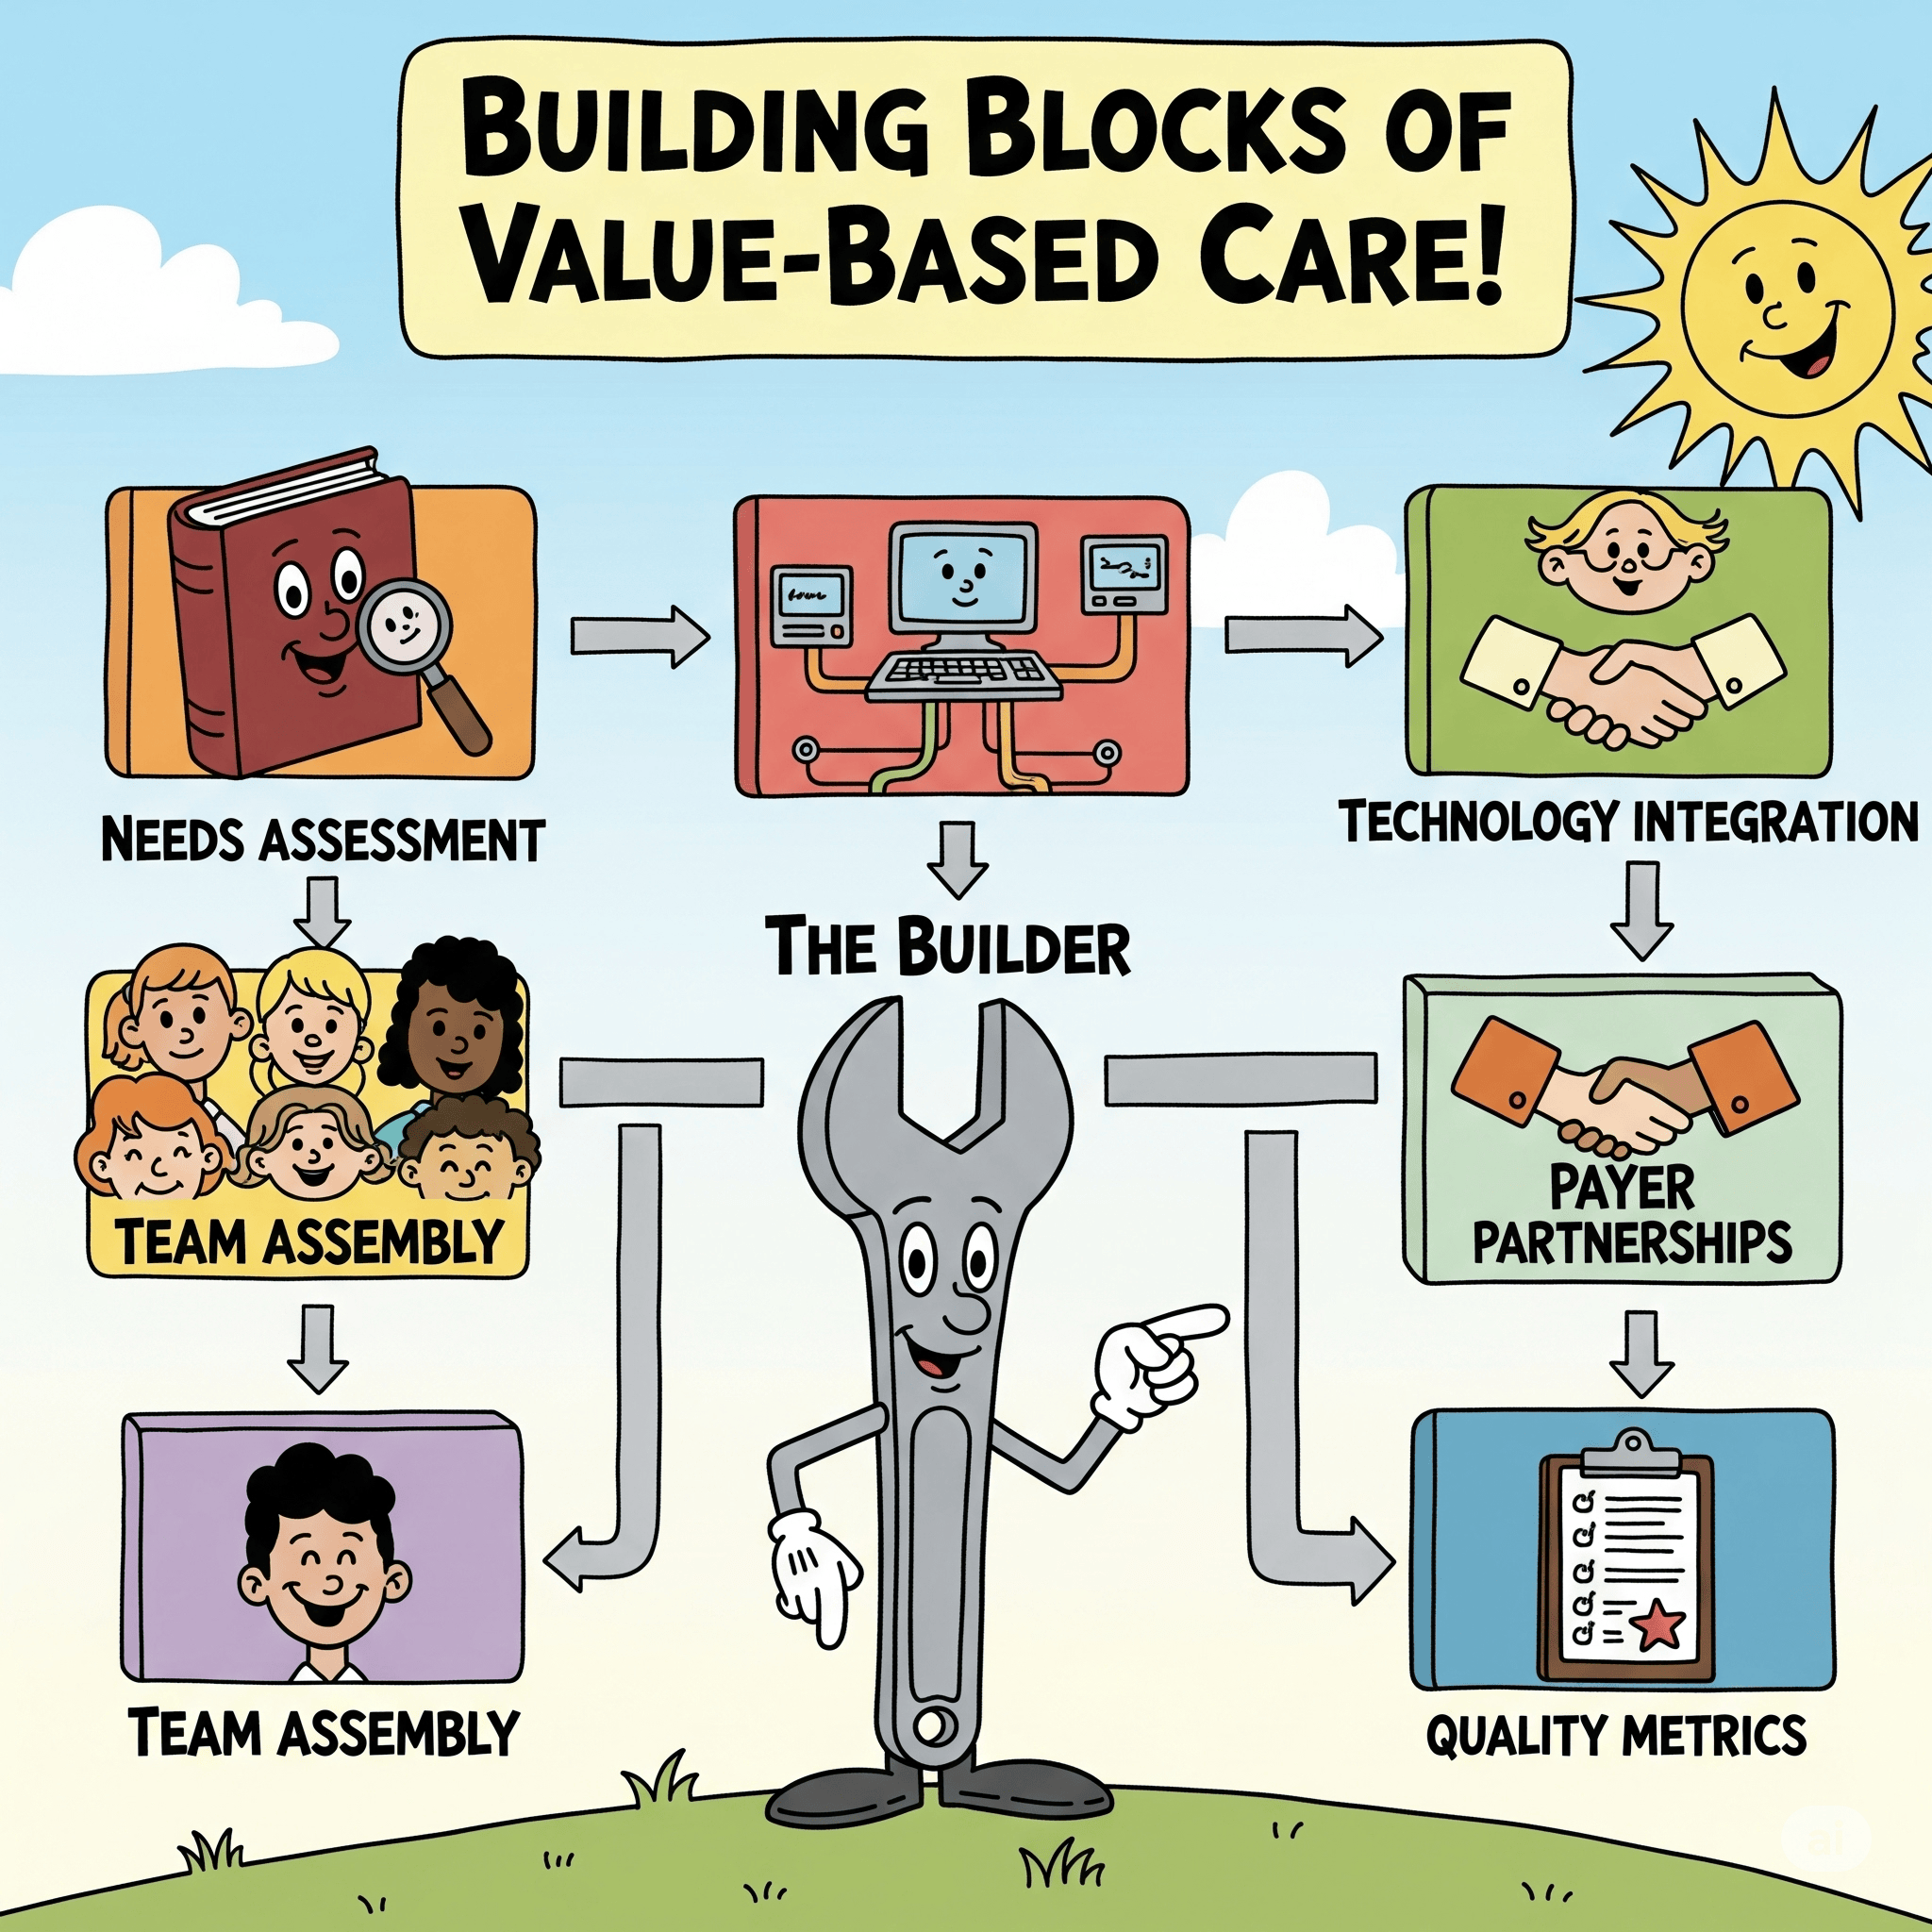 BUILDING BLOCKS OF
VALUE-BASED CARE!
NEEDS ASSESSMENT
TECHNOLOGY INTEGRATION
THE BUILDER
TEAM ASSEMBLY
PAYER
PARTNERSHIPS
TEAM ASSEMBLY
QUALITY METRICS
ai